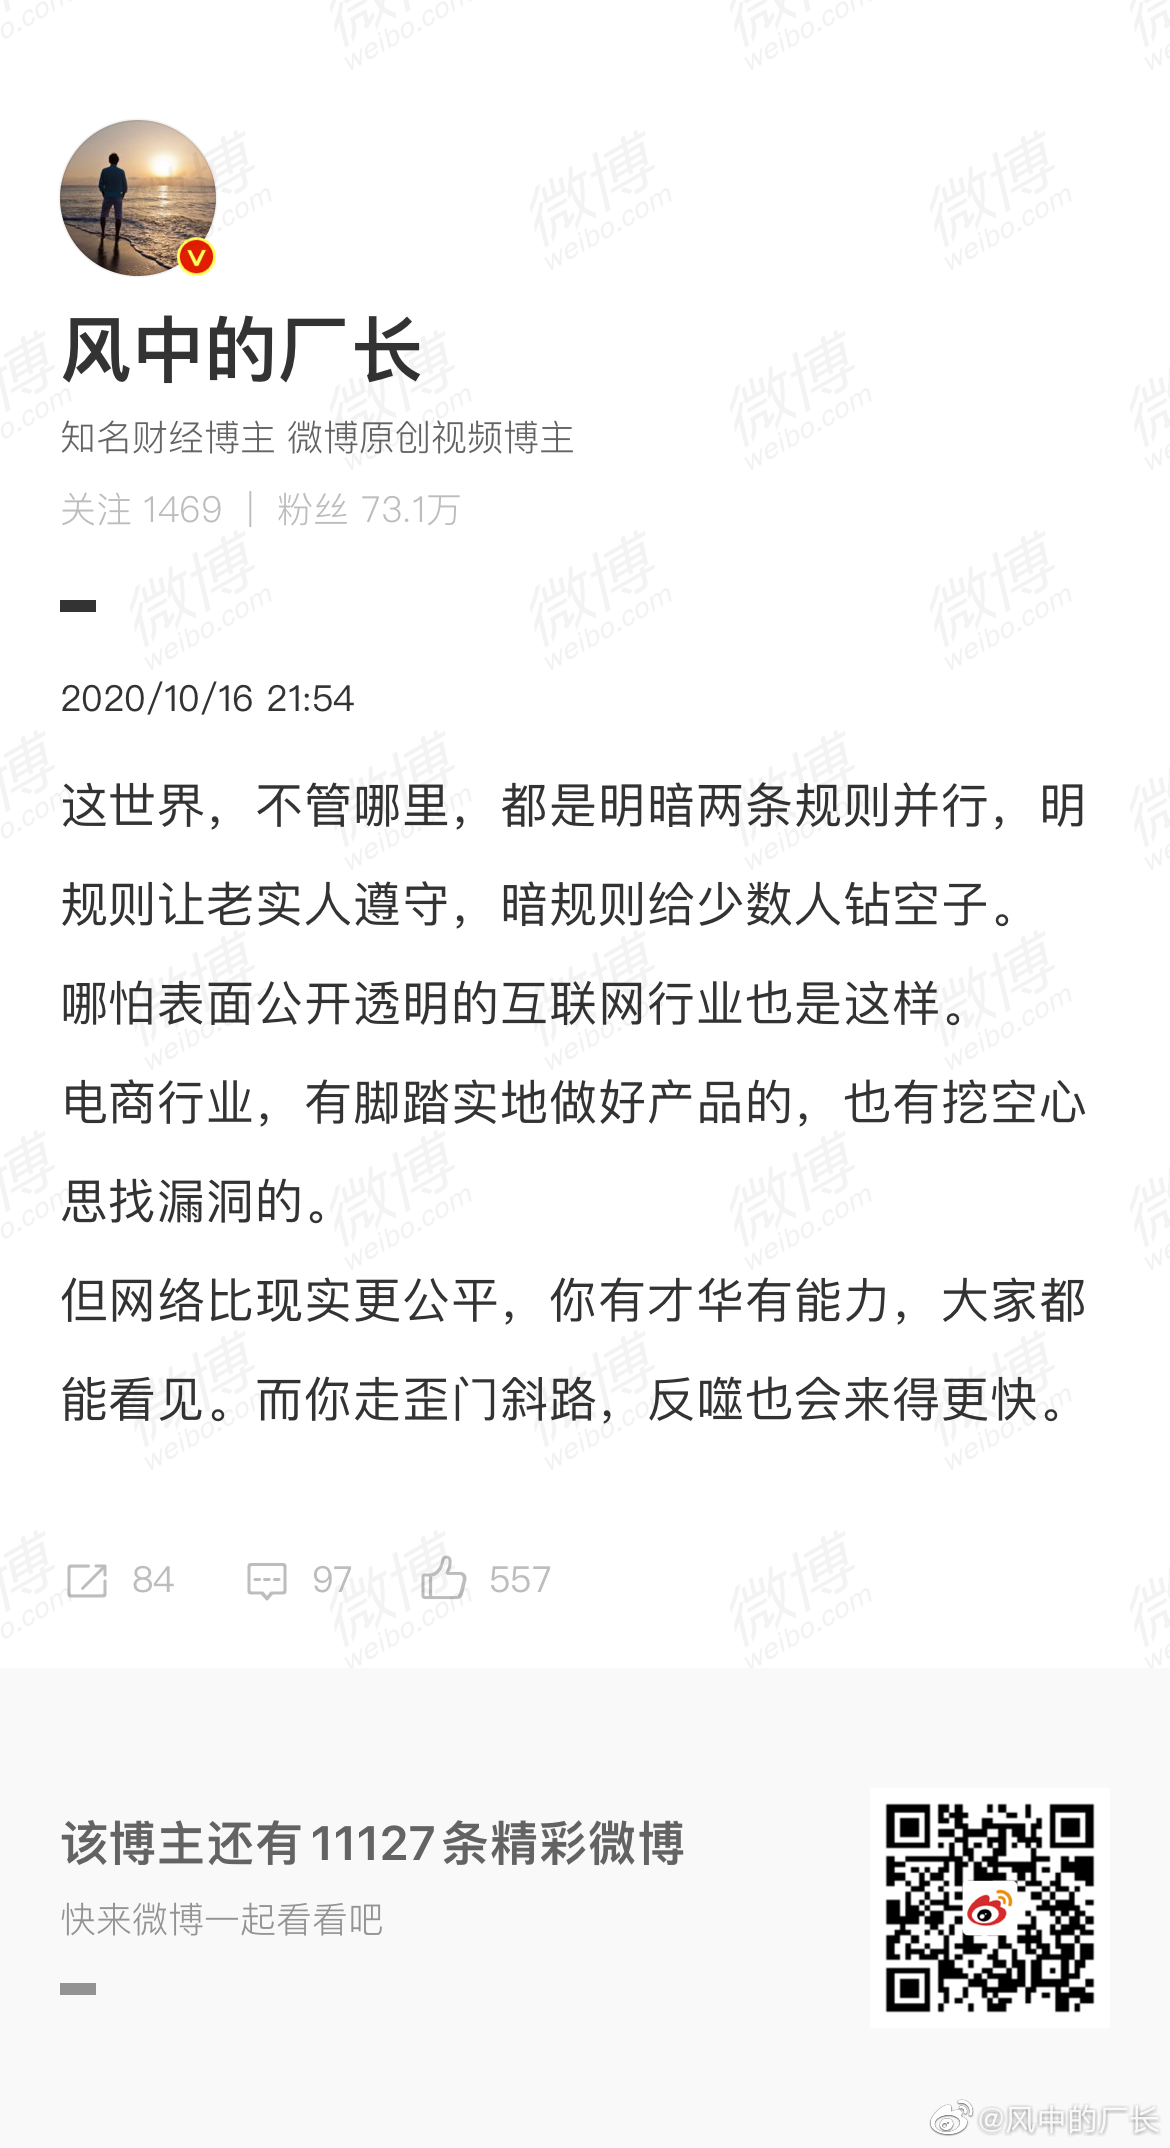 风中的厂长
知名财经博主 微博原创视频博主
关注 1469 | 粉丝 73.1万
2020/10/16 21:54
这世界，不管哪里，都是明暗两条规则并行，明
规则让老实人遵守，暗规则给少数人钻空子。
哪怕表面公开透明的互联网行业也是这样。
电商行业，有脚踏实地做好产品的，也有挖空心
思找漏洞的。
但网络比现实更公平，你有才华有能力，大家都
能看见。而你走歪门斜路，反噬也会来得更快。
84 97 557
该博主还有11127条精彩微博
快来微博一起看看吧
@风中的厂长
微博
weibo.com